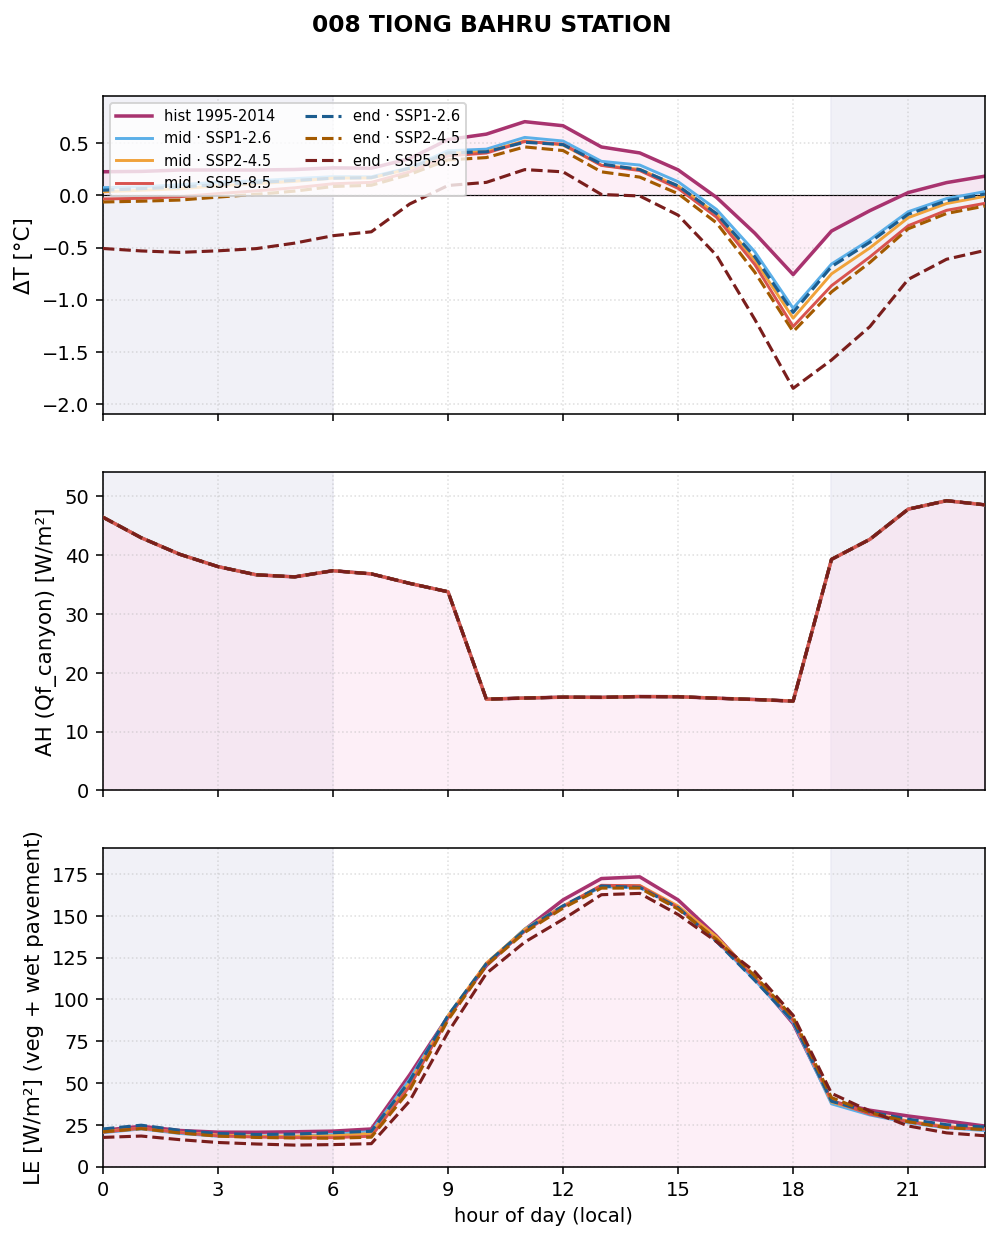 008 TIONG BAHRU STATION
hist 1995-2014
mid · SSP1-2.6
mid · SSP2-4.5
mid · SSP5-8.5
end · SSP1-2.6
end · SSP2-4.5
end · SSP5-8.5
0.5
0.0
−0.5
−1.0
−1.5
−2.0
ΔT [°C]
50
40
30
20
10
0
AH (Qf_canyon) [W/m²]
175
150
125
100
75
50
25
0
LE [W/m²] (veg + wet pavement)
0 3 6 9 12 15 18 21
hour of day (local)